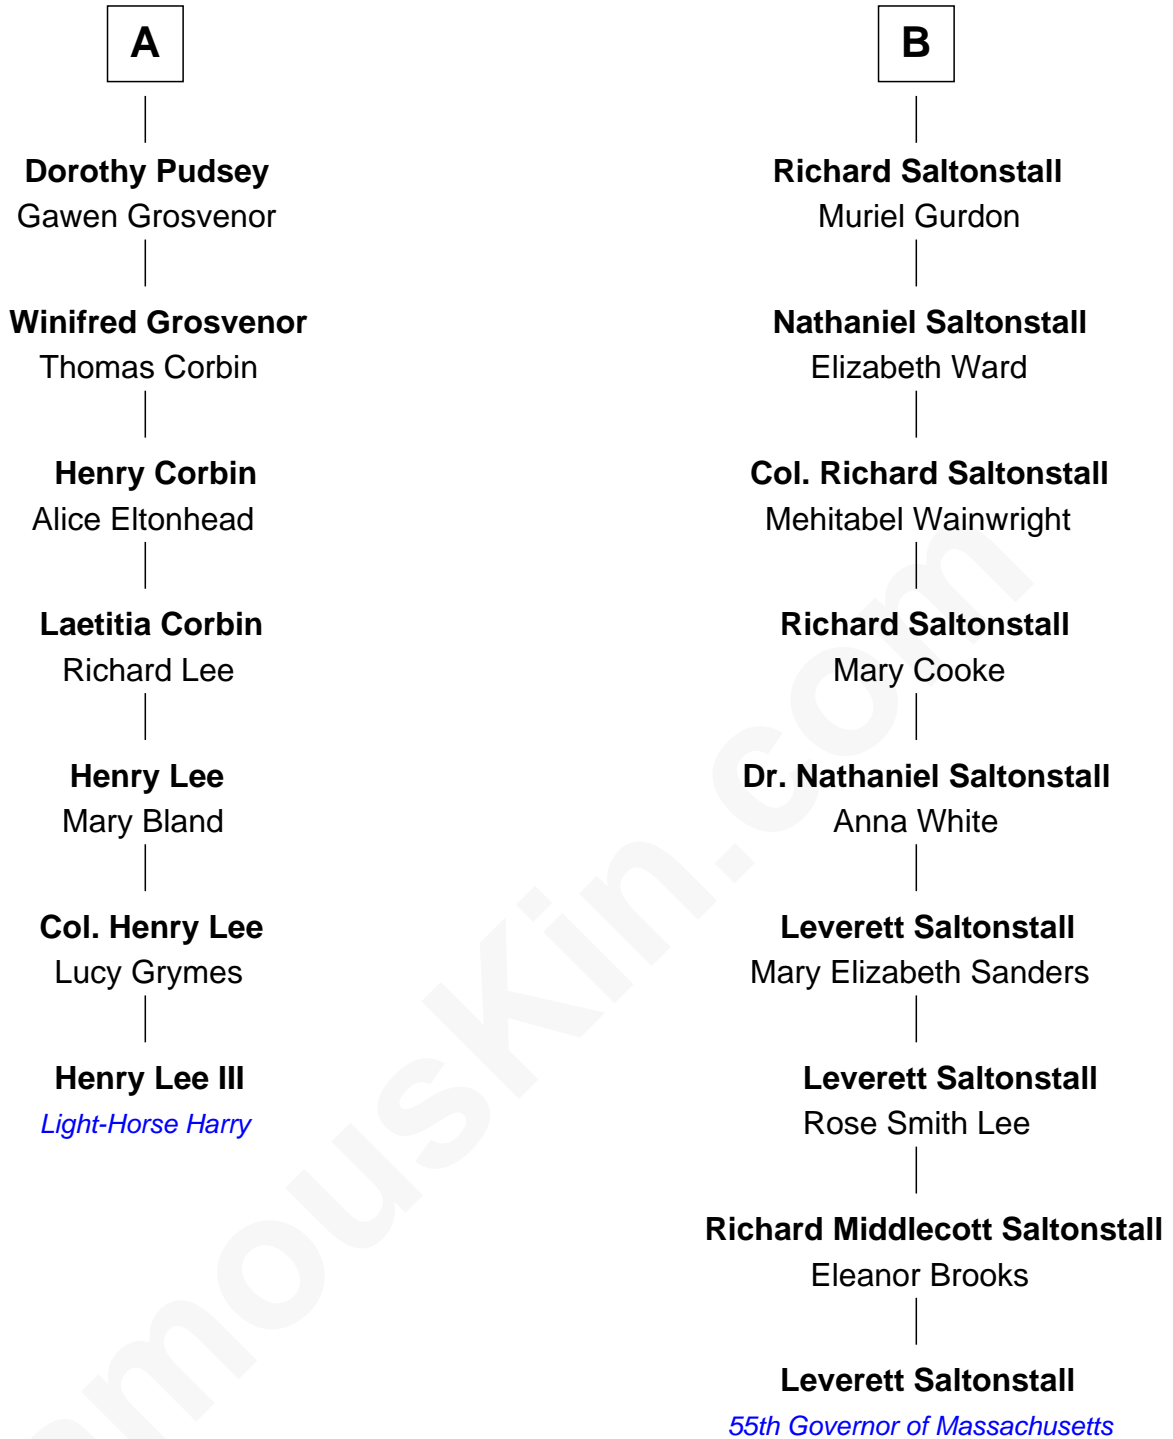 A
Dorothy Pudsey
Gawen Grosvenor
Winifred Grosvenor
Thomas Corbin
Henry Corbin
Alice Eltonhead
Laetitia Corbin
Richard Lee
Henry Lee
Mary Bland
Col. Henry Lee
Lucy Grymes
Henry Lee III
Light-Horse Harry
B
Richard Saltonstall
Muriel Gurdon
Nathaniel Saltonstall
Elizabeth Ward
Col. Richard Saltonstall
Mehitabel Wainwright
Richard Saltonstall
Mary Cooke
Dr. Nathaniel Saltonstall
Anna White
Leverett Saltonstall
Mary Elizabeth Sanders
Leverett Saltonstall
Rose Smith Lee
Richard Middlecott Saltonstall
Eleanor Brooks
Leverett Saltonstall
55th Governor of Massachusetts
amouskin.com